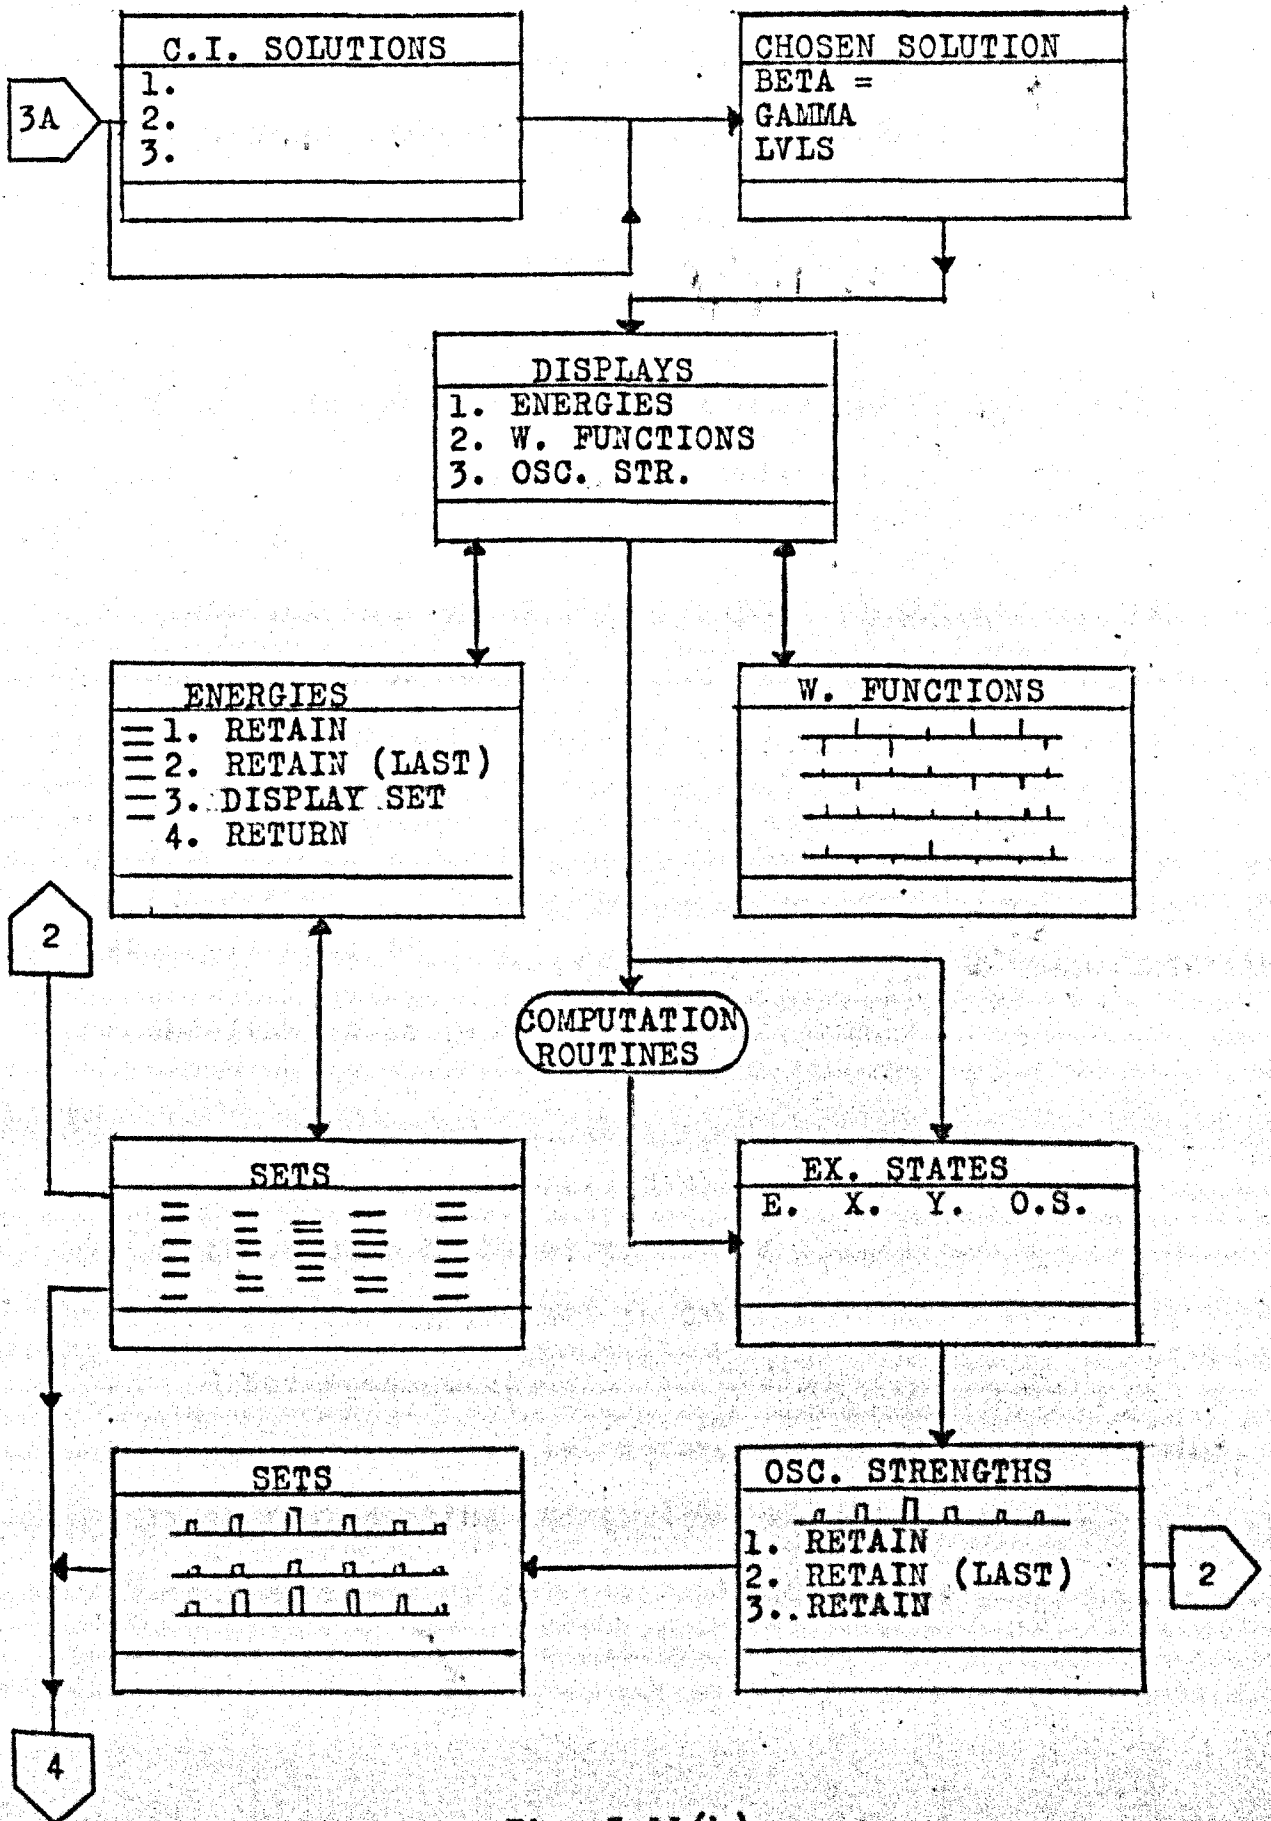 C.I. SOLUTIONS
1.
2.
3.
3A
CHOSEN SOLUTION
BETA =
GAMMA
LVLS
DISPLAYS
1. ENERGIES
2. W. FUNCTIONS
3. OSC. STR.
ENERGIES
1. RETAIN
2. RETAIN (LAST)
3. DISPLAY SET
4. RETURN
W. FUNCTIONS
2
COMPUTATION
ROUTINES
SETS
EX. STATES
E. X. Y. O.S.
SETS
OSC. STRENGTHS
1. RETAIN
2. RETAIN (LAST)
3.. RETAIN
2
4